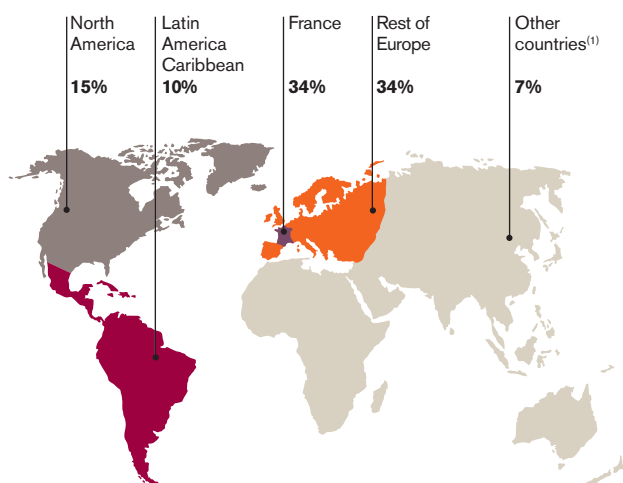 North
America
15%
Latin
America
Caribbean
10%
France
34%
Rest of
Europe
34%
Other
countries(1)
7%